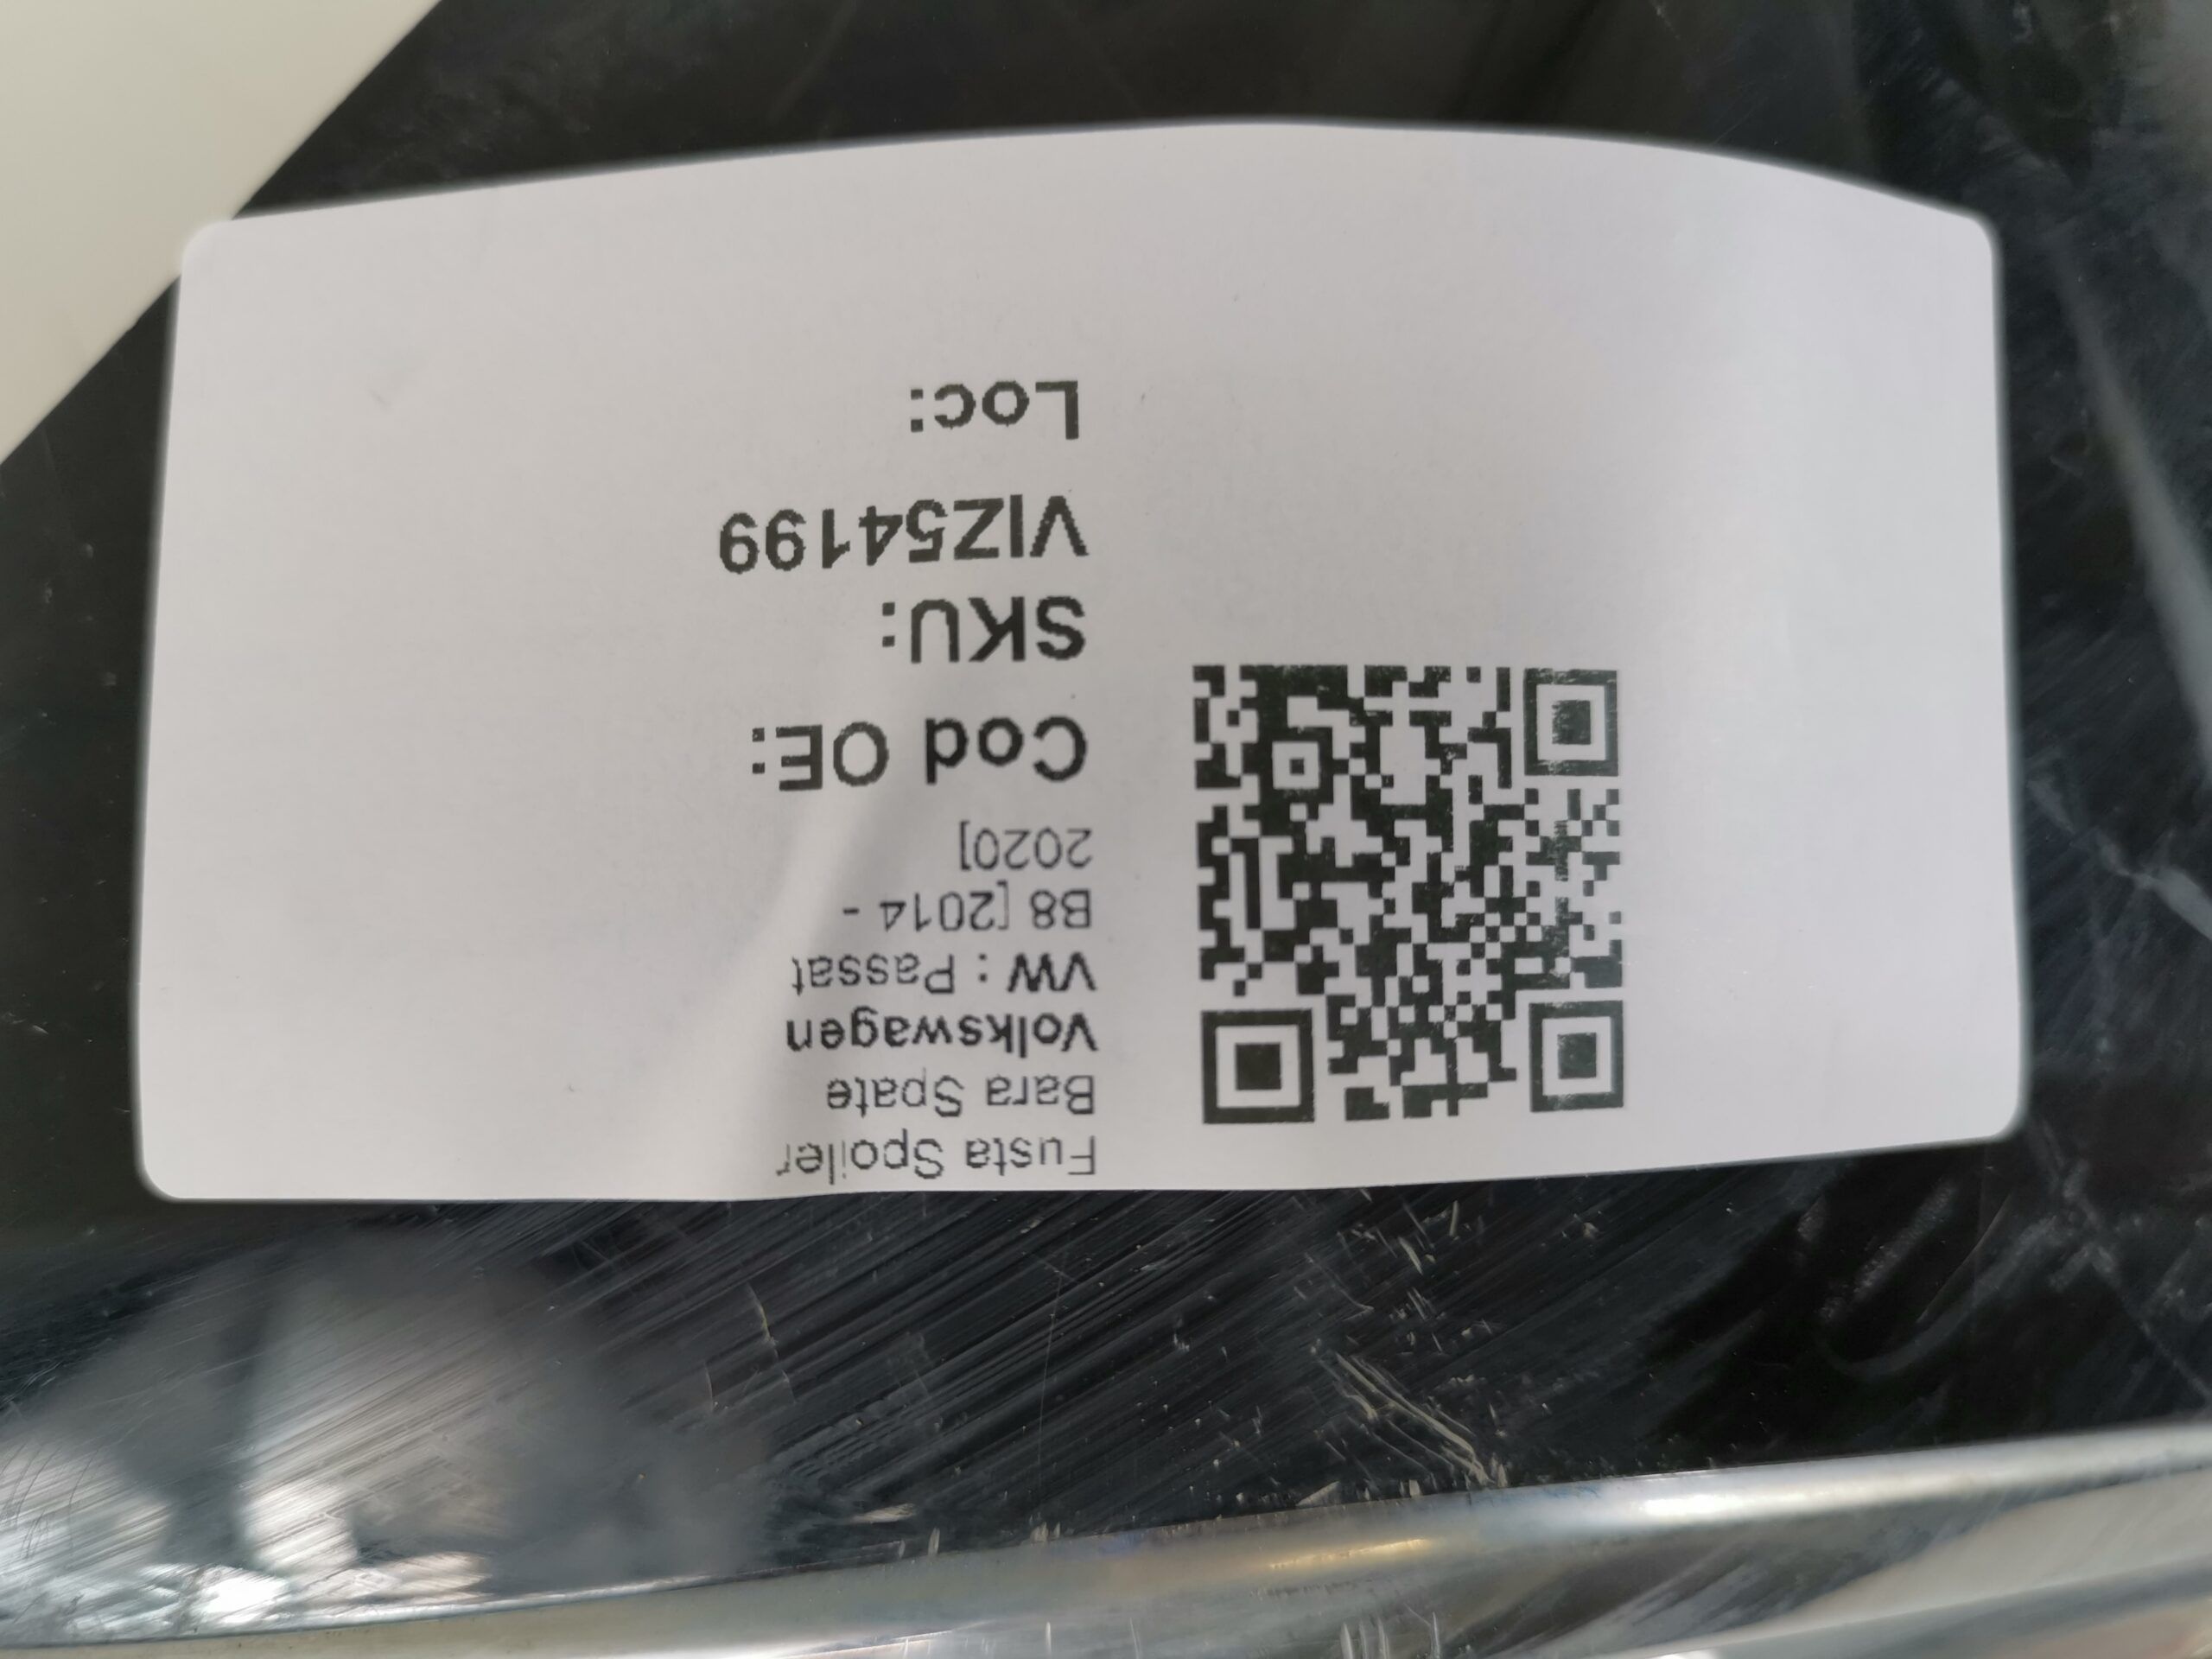 Fusta Spoiler
Bara Spate
Volkswagen
VW : Passat
B8 [2014 -
2020]
Cod OE:
SKU:
VIZ54199
Loc: